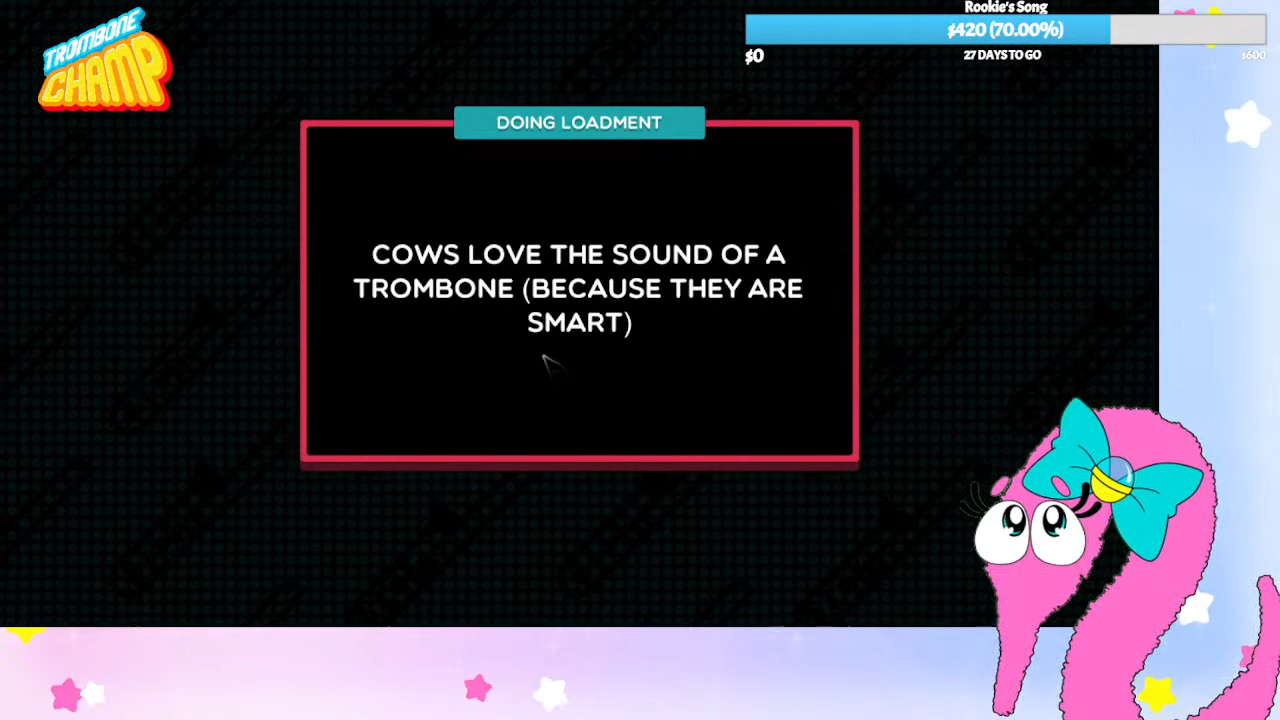 TROMBONE
CHAMP
Rookie's Song
$420 (70.00%)
$0
27 DAYS TO GO
$600
DOING LOADMENT
COWS LOVE THE SOUND OF A
TROMBONE (BECAUSE THEY ARE
SMART)